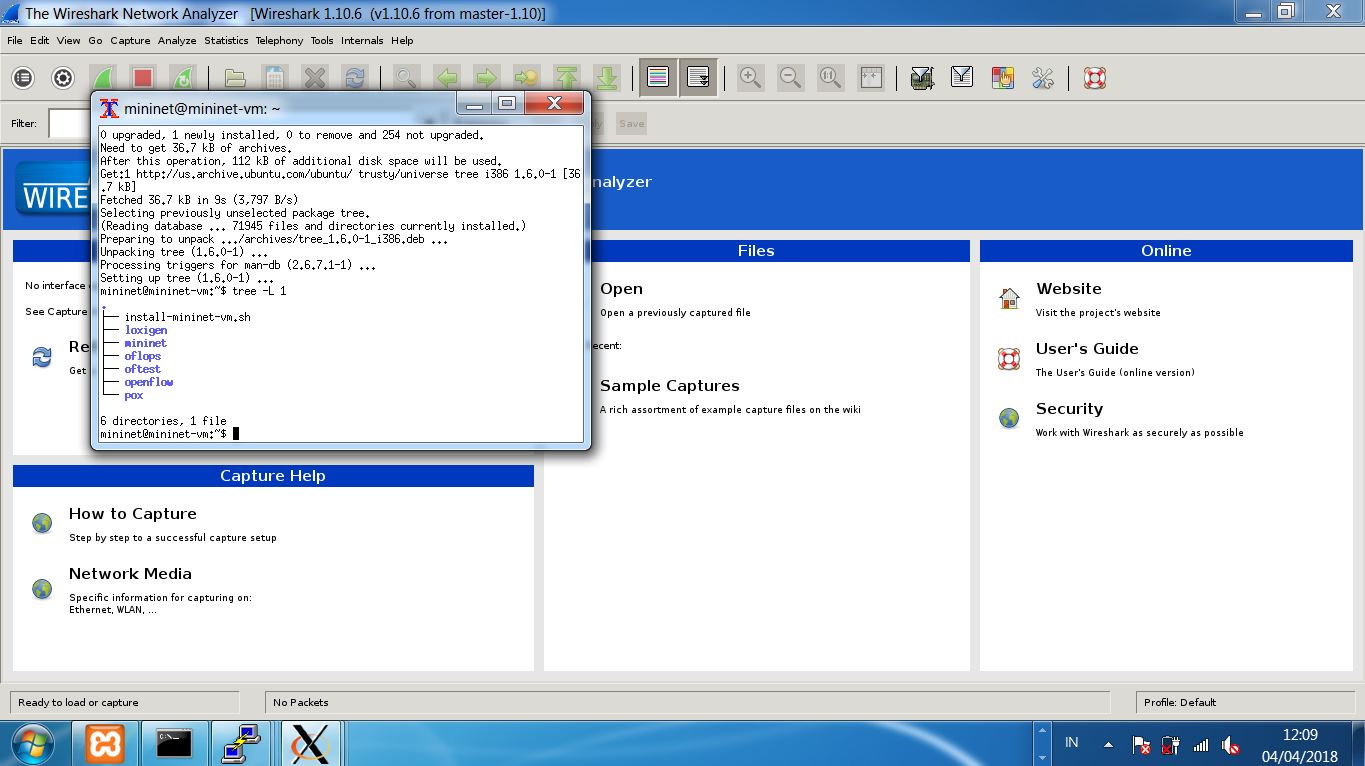 The Wireshark Network Analyzer [Wireshark 1.10.6 (v1.10.6 from master-1.10)]
File Edit View Go Capture Analyze Statistics Telephony Tools Internals Help
Filter:
Save
mininet@mininet-vm: ~
0 upgraded, 1 newly installed, 0 to remove and 254 not upgraded.
Need to get 36.7 kB of archives.
After this operation, 112 kB of additional disk space will be used.
Get:1 http://us.archive.ubuntu.com/ubuntu/ trusty/universe tree i386 1.6.0-1 [36
.7 kB]
Fetched 36.7 kB in 9s (3,797 B/s)
Selecting previously unselected package tree.
(Reading database ... 71945 files and directories currently installed.)
Preparing to unpack .../archives/tree_1.6.0-1_i386.deb ...
Unpacking tree (1.6.0-1) ...
Processing triggers for man-db (2.6.7.1-1) ...
Setting up tree (1.6.0-1) ...
mininet@mininet-vm:~$ tree -L 1
.
├── install-mininet-vm.sh
├── loxigen
├── mininet
├── oflops
├── oftest
├── openflow
└── pox
6 directories, 1 file
mininet@mininet-vm:~$
WIRE
nalyzer
No interface
See Capture
Re
Get
Capture Help
How to Capture
Step by step to a successful capture setup
Network Media
Specific information for capturing on:
Ethernet, WLAN, ...
Files
Open
Open a previously captured file
ecent:
Sample Captures
A rich assortment of example capture files on the wiki
Online
Website
Visit the project's website
User's Guide
The User's Guide (online version)
Security
Work with Wireshark as securely as possible
Ready to load or capture
No Packets
Profile: Default
IN
12:09
04/04/2018